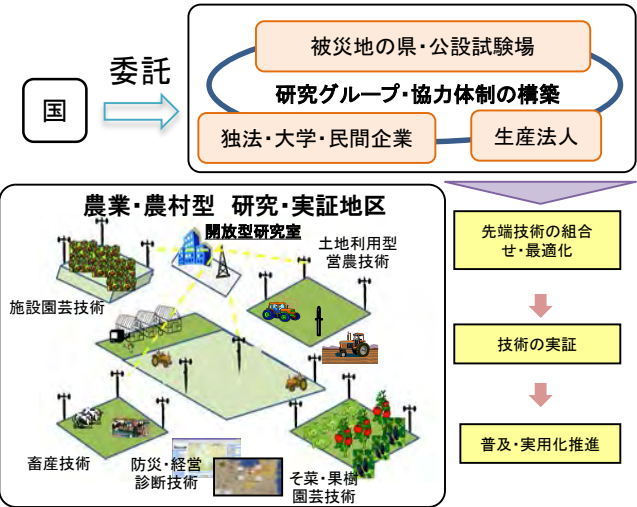 国
委託
被災地の県・公設試験場
研究グループ・協力体制の構築
独法・大学・民間企業
生産法人
農業・農村型 研究・実証地区
開放型研究室
土地利用型
営農技術
施設園芸技術
畜産技術
防災・経営
診断技術
そ菜・果樹
園芸技術
先端技術の組合
せ・最適化
技術の実証
普及・実用化推進